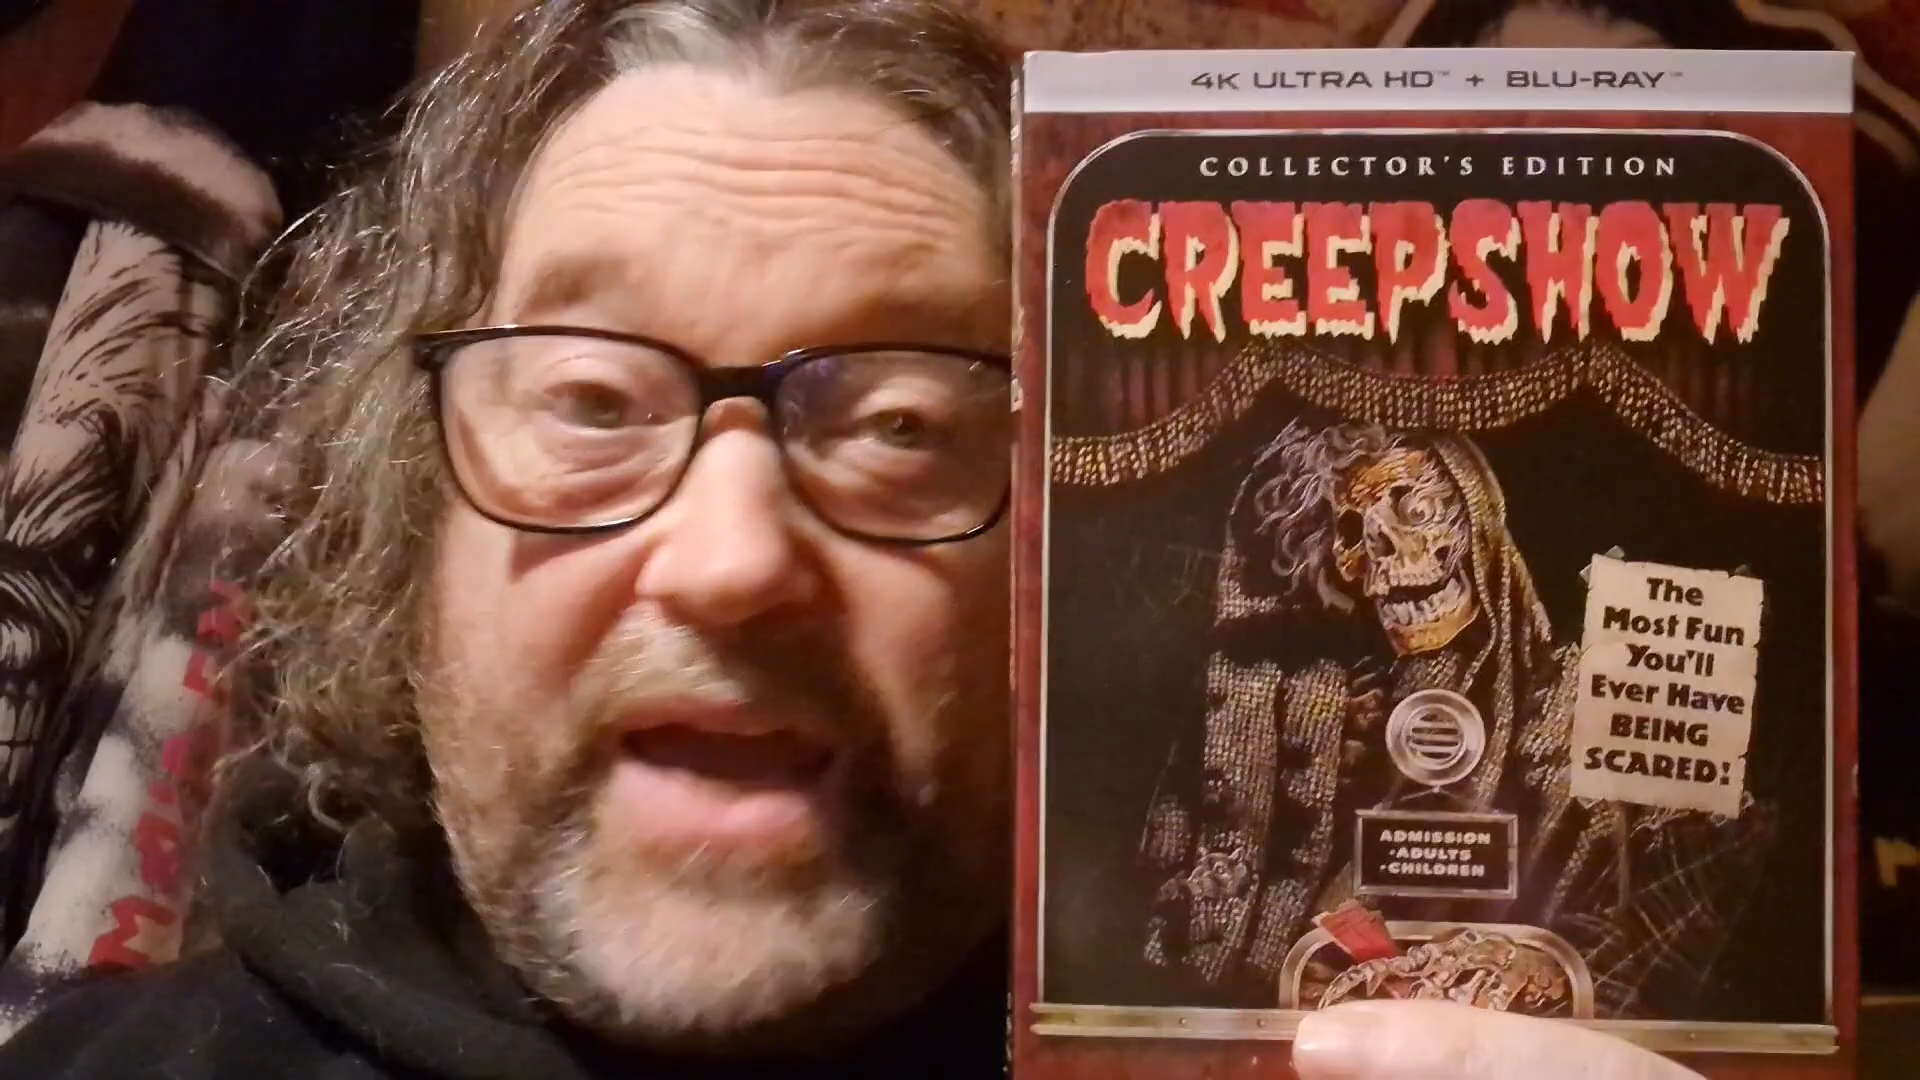 4K ULTRA HD™ + BLU-RAY™
COLLECTOR'S EDITION
CREEPSHOW
The
Most Fun
You'll
Ever Have
BEING
SCARED!
ADMISSION
·ADULTS
·CHILDREN